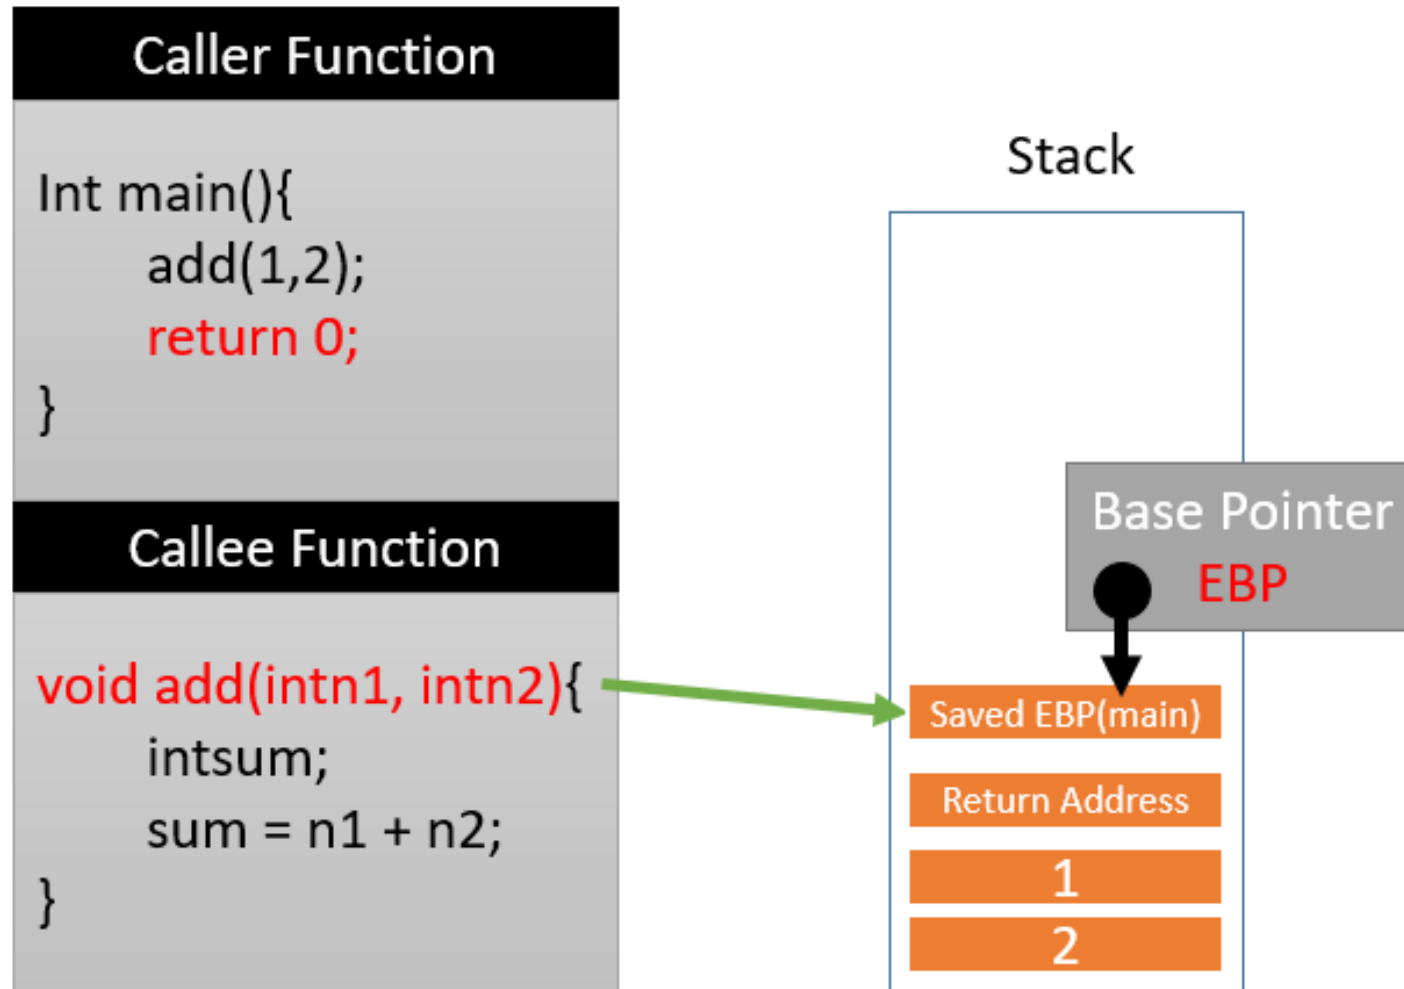 Caller Function
Int main(){
add(1,2);
return 0;
}
Callee Function
void add(intn1, intn2){
intsum;
sum = n1 + n2;
}
Stack
Base Pointer
EBP
Saved EBP(main)
Return Address
1
2